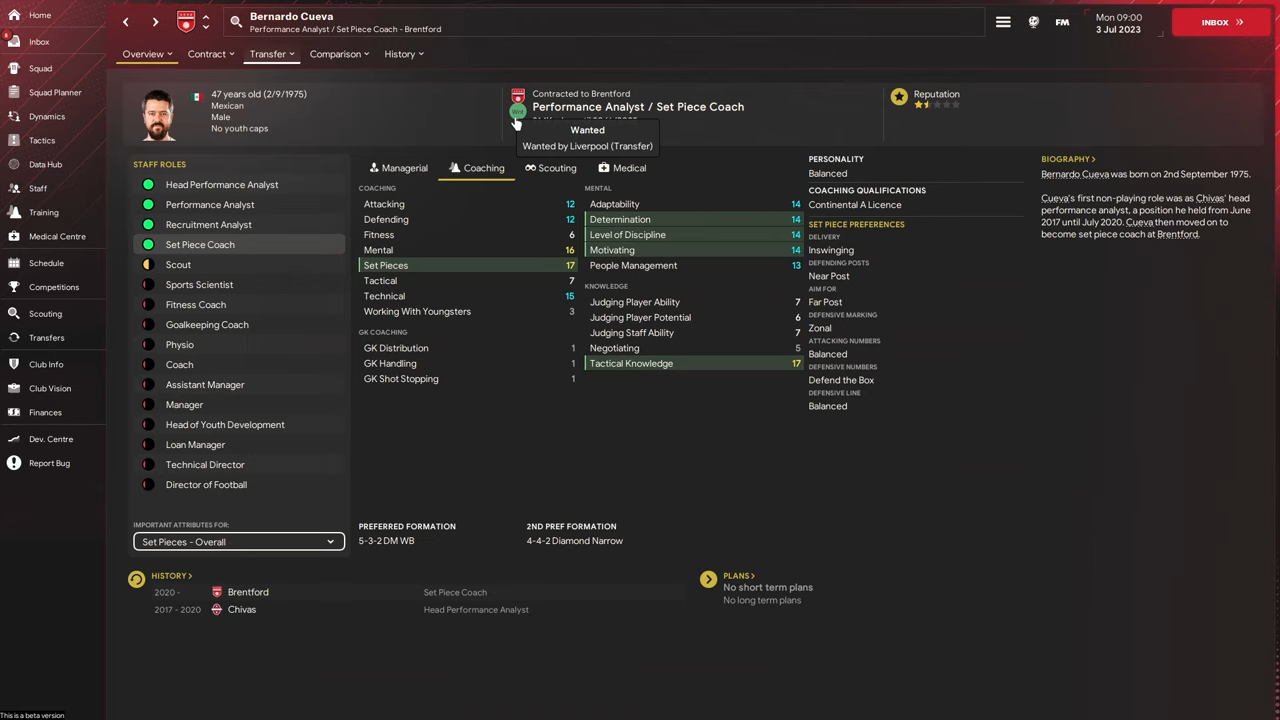 Home
Inbox
Squad
Squad Planner
Dynamics
Tactics
Data Hub
Staff
Training
Medical Centre
Schedule
Competitions
Scouting
Transfers
Club Info
Club Vision
Finances
Dev. Centre
Report Bug
This is a beta version
Bernardo Cueva
Performance Analyst / Set Piece Coach - Brentford
FM
Mon 09:00
3 Jul 2023
INBOX
Overview
Contract
Transfer
Comparison
History
47 years old (2/9/1975)
Mexican
Male
No youth caps
Contracted to Brentford
Wnt
Performance Analyst / Set Piece Coach
Wanted
Wanted by Liverpool (Transfer)
Reputation
STAFF ROLES
Head Performance Analyst
Performance Analyst
Recruitment Analyst
Set Piece Coach
Scout
Sports Scientist
Fitness Coach
Goalkeeping Coach
Physio
Coach
Assistant Manager
Manager
Head of Youth Development
Loan Manager
Technical Director
Director of Football
IMPORTANT ATTRIBUTES FOR:
Set Pieces - Overall
Managerial
Coaching
Scouting
Medical
COACHING
Attacking 12
Defending 12
Fitness 6
Mental 16
Set Pieces 17
Tactical 7
Technical 15
Working With Youngsters 3
GK COACHING
GK Distribution 1
GK Handling 1
GK Shot Stopping 1
MENTAL
Adaptability 14
Determination 14
Level of Discipline 14
Motivating 14
People Management 13
KNOWLEDGE
Judging Player Ability 7
Judging Player Potential 6
Judging Staff Ability 7
Negotiating 5
Tactical Knowledge 17
PREFERRED FORMATION
5-3-2 DM WB
2ND PREF FORMATION
4-4-2 Diamond Narrow
PERSONALITY
Balanced
COACHING QUALIFICATIONS
Continental A Licence
SET PIECE PREFERENCES
DELIVERY
Inswinging
DEFENDING POSTS
Near Post
AIM FOR
Far Post
DEFENSIVE MARKING
Zonal
ATTACKING NUMBERS
Balanced
DEFENSIVE NUMBERS
Defend the Box
DEFENSIVE LINE
Balanced
BIOGRAPHY >
Bernardo Cueva was born on 2nd September 1975.
Cueva's first non-playing role was as Chivas' head
performance analyst, a position he held from June
2017 until July 2020. Cueva then moved on to
become set piece coach at Brentford.
HISTORY >
2020 - Brentford Set Piece Coach
2017 - 2020 Chivas Head Performance Analyst
PLANS >
No short term plans
No long term plans